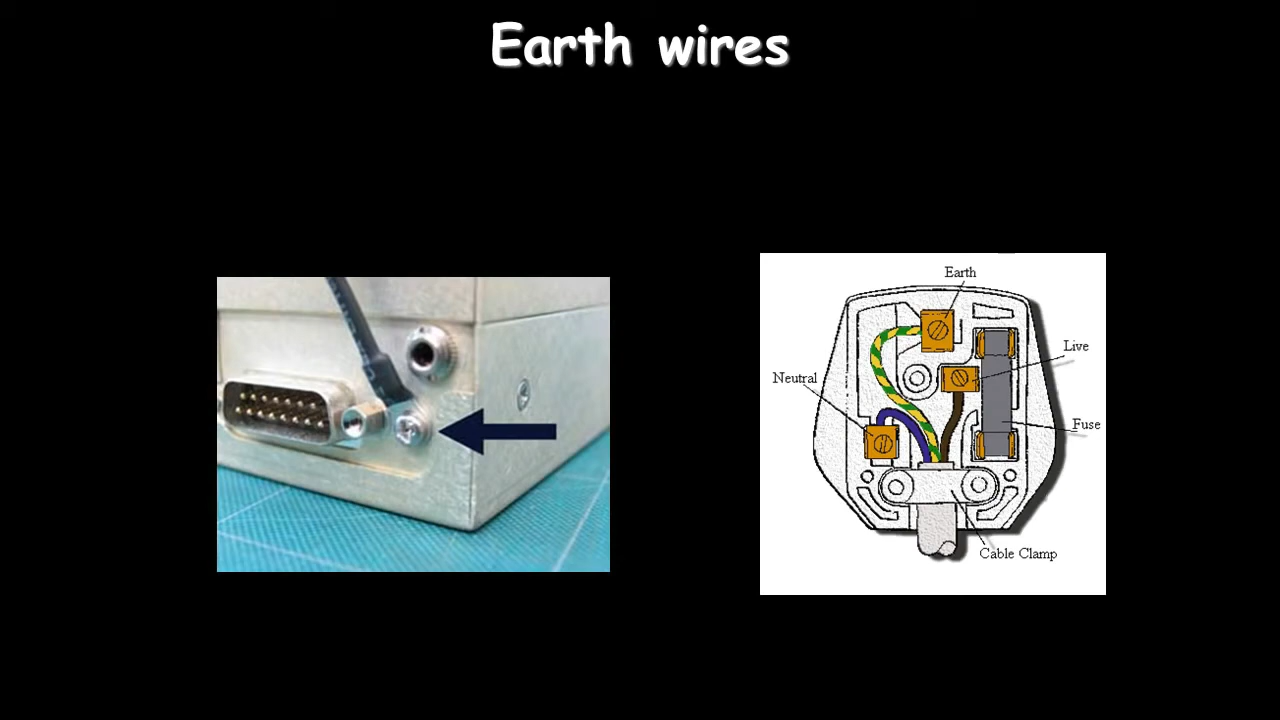 Earth wires
Earth
Live
Neutral
Fuse
Cable Clamp